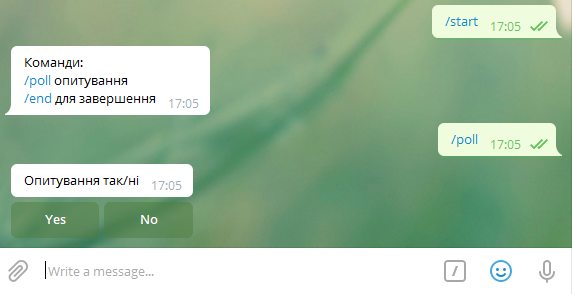 /start 17:05
Команди:
/poll опитування
/end для завершення 17:05
/poll 17:05
Опитування так/ні 17:05
Yes No
Write a message...